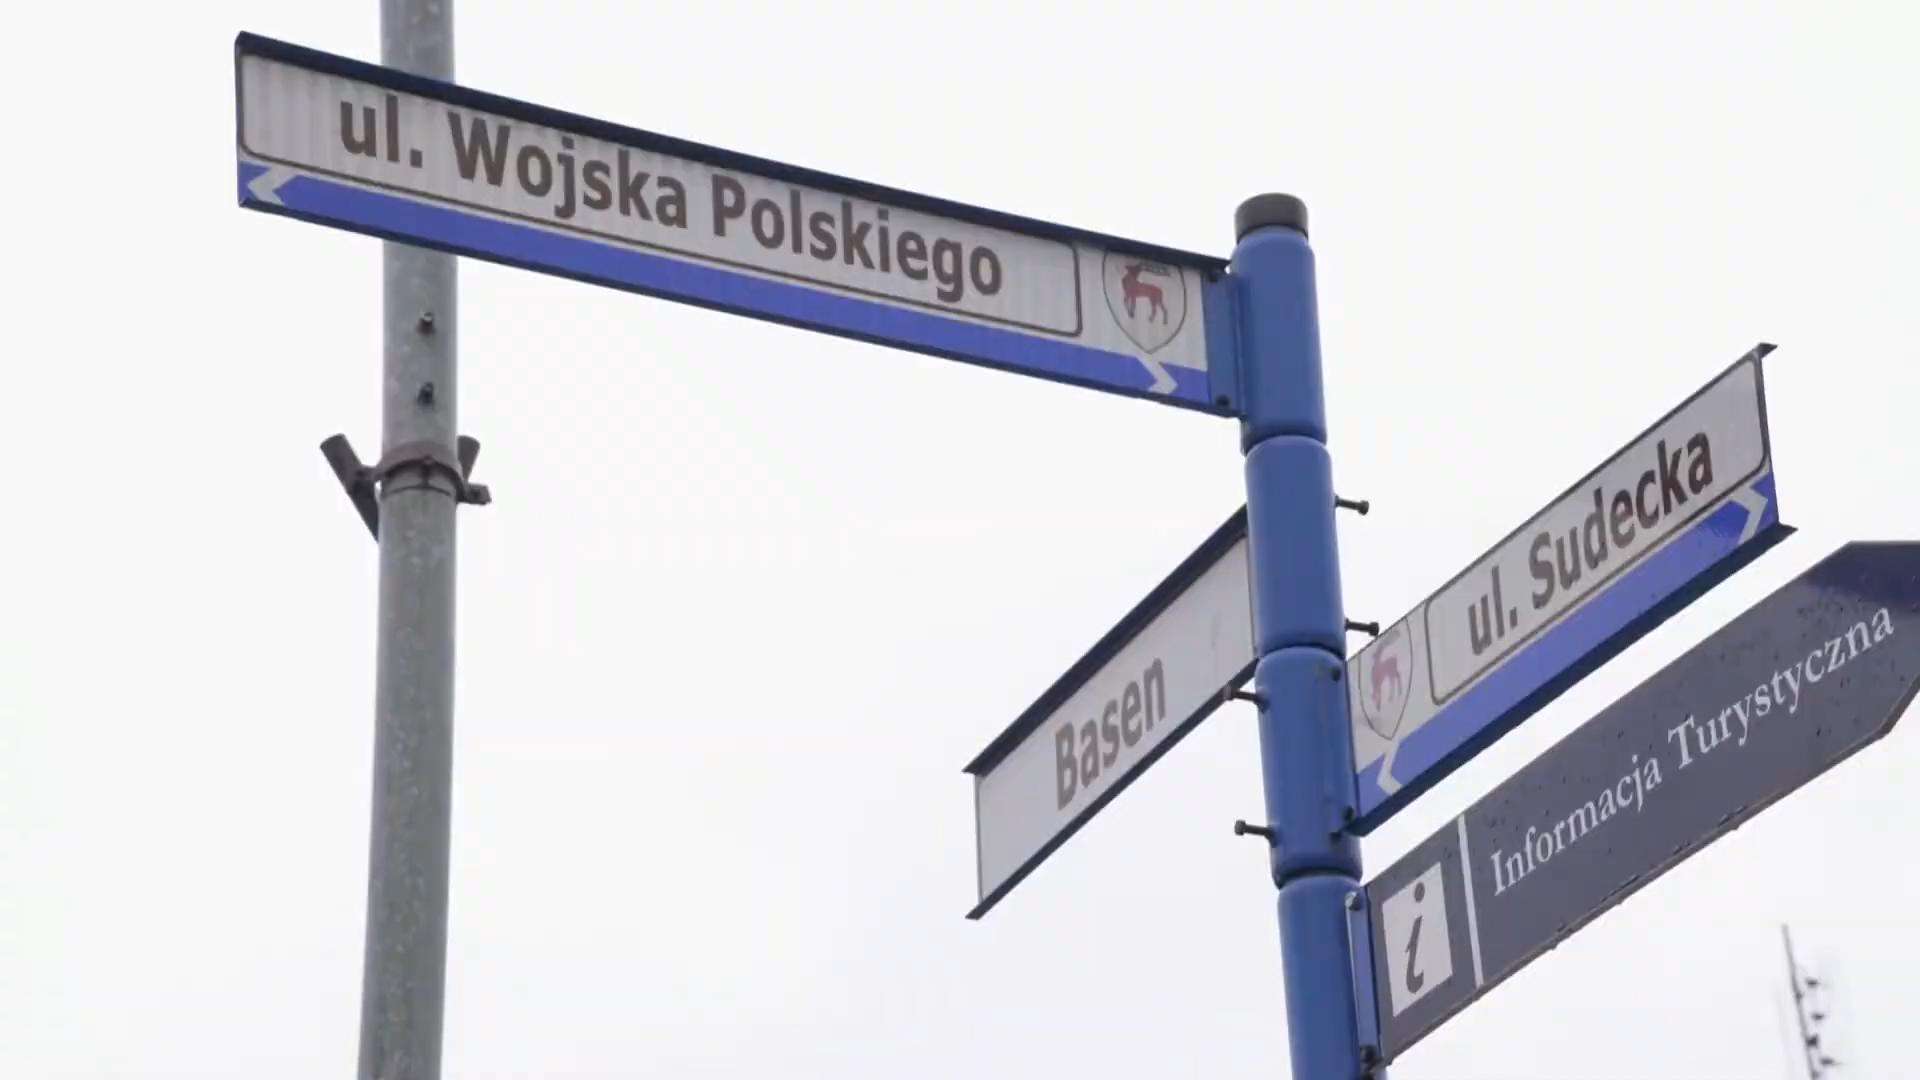 ul. Wojska Polskiego
ul. Sudecka
Basen
i Informacja Turystyczna